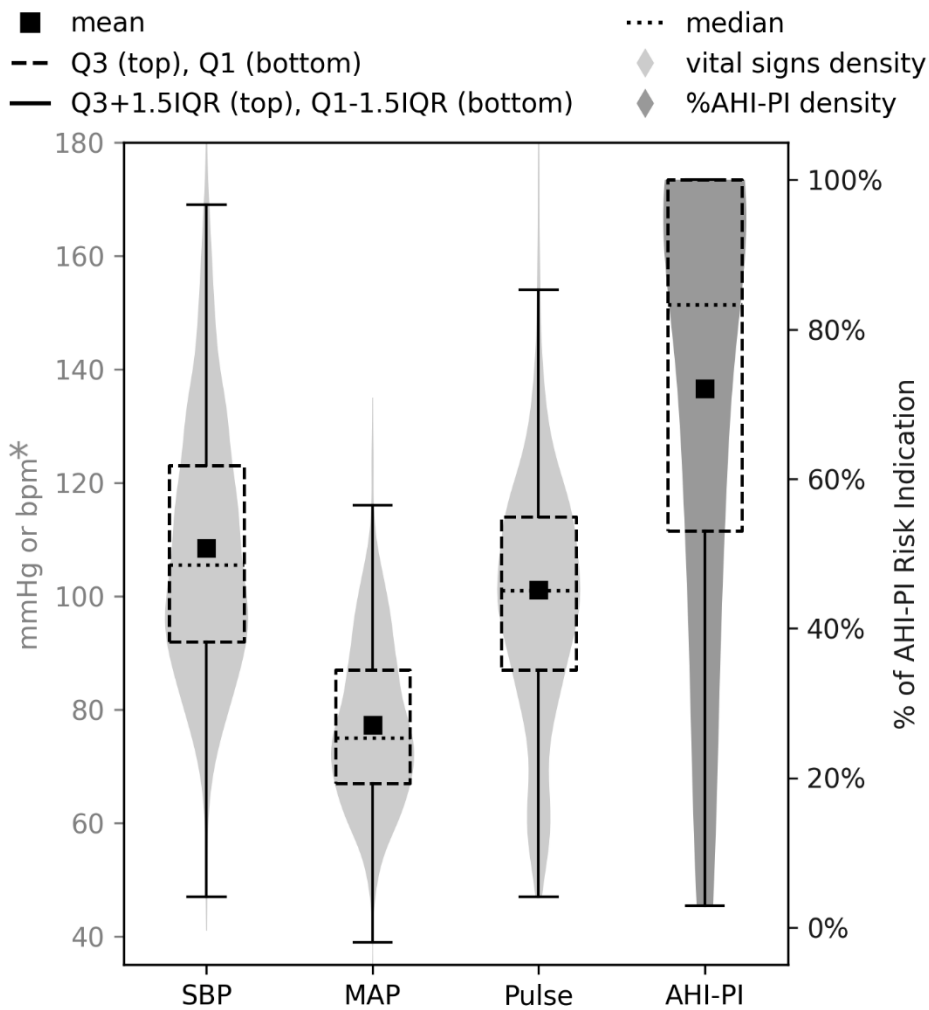 mean
Q3 (top), Q1 (bottom)
Q3+1.5IQR (top), Q1-1.5IQR (bottom)
median
vital signs density
%AHI-PI density
mmHg or bpm*
180
160
140
120
100
80
60
40
100%
80%
60%
40%
20%
0%
% of AHI-PI Risk Indication
SBP
MAP
Pulse
AHI-PI